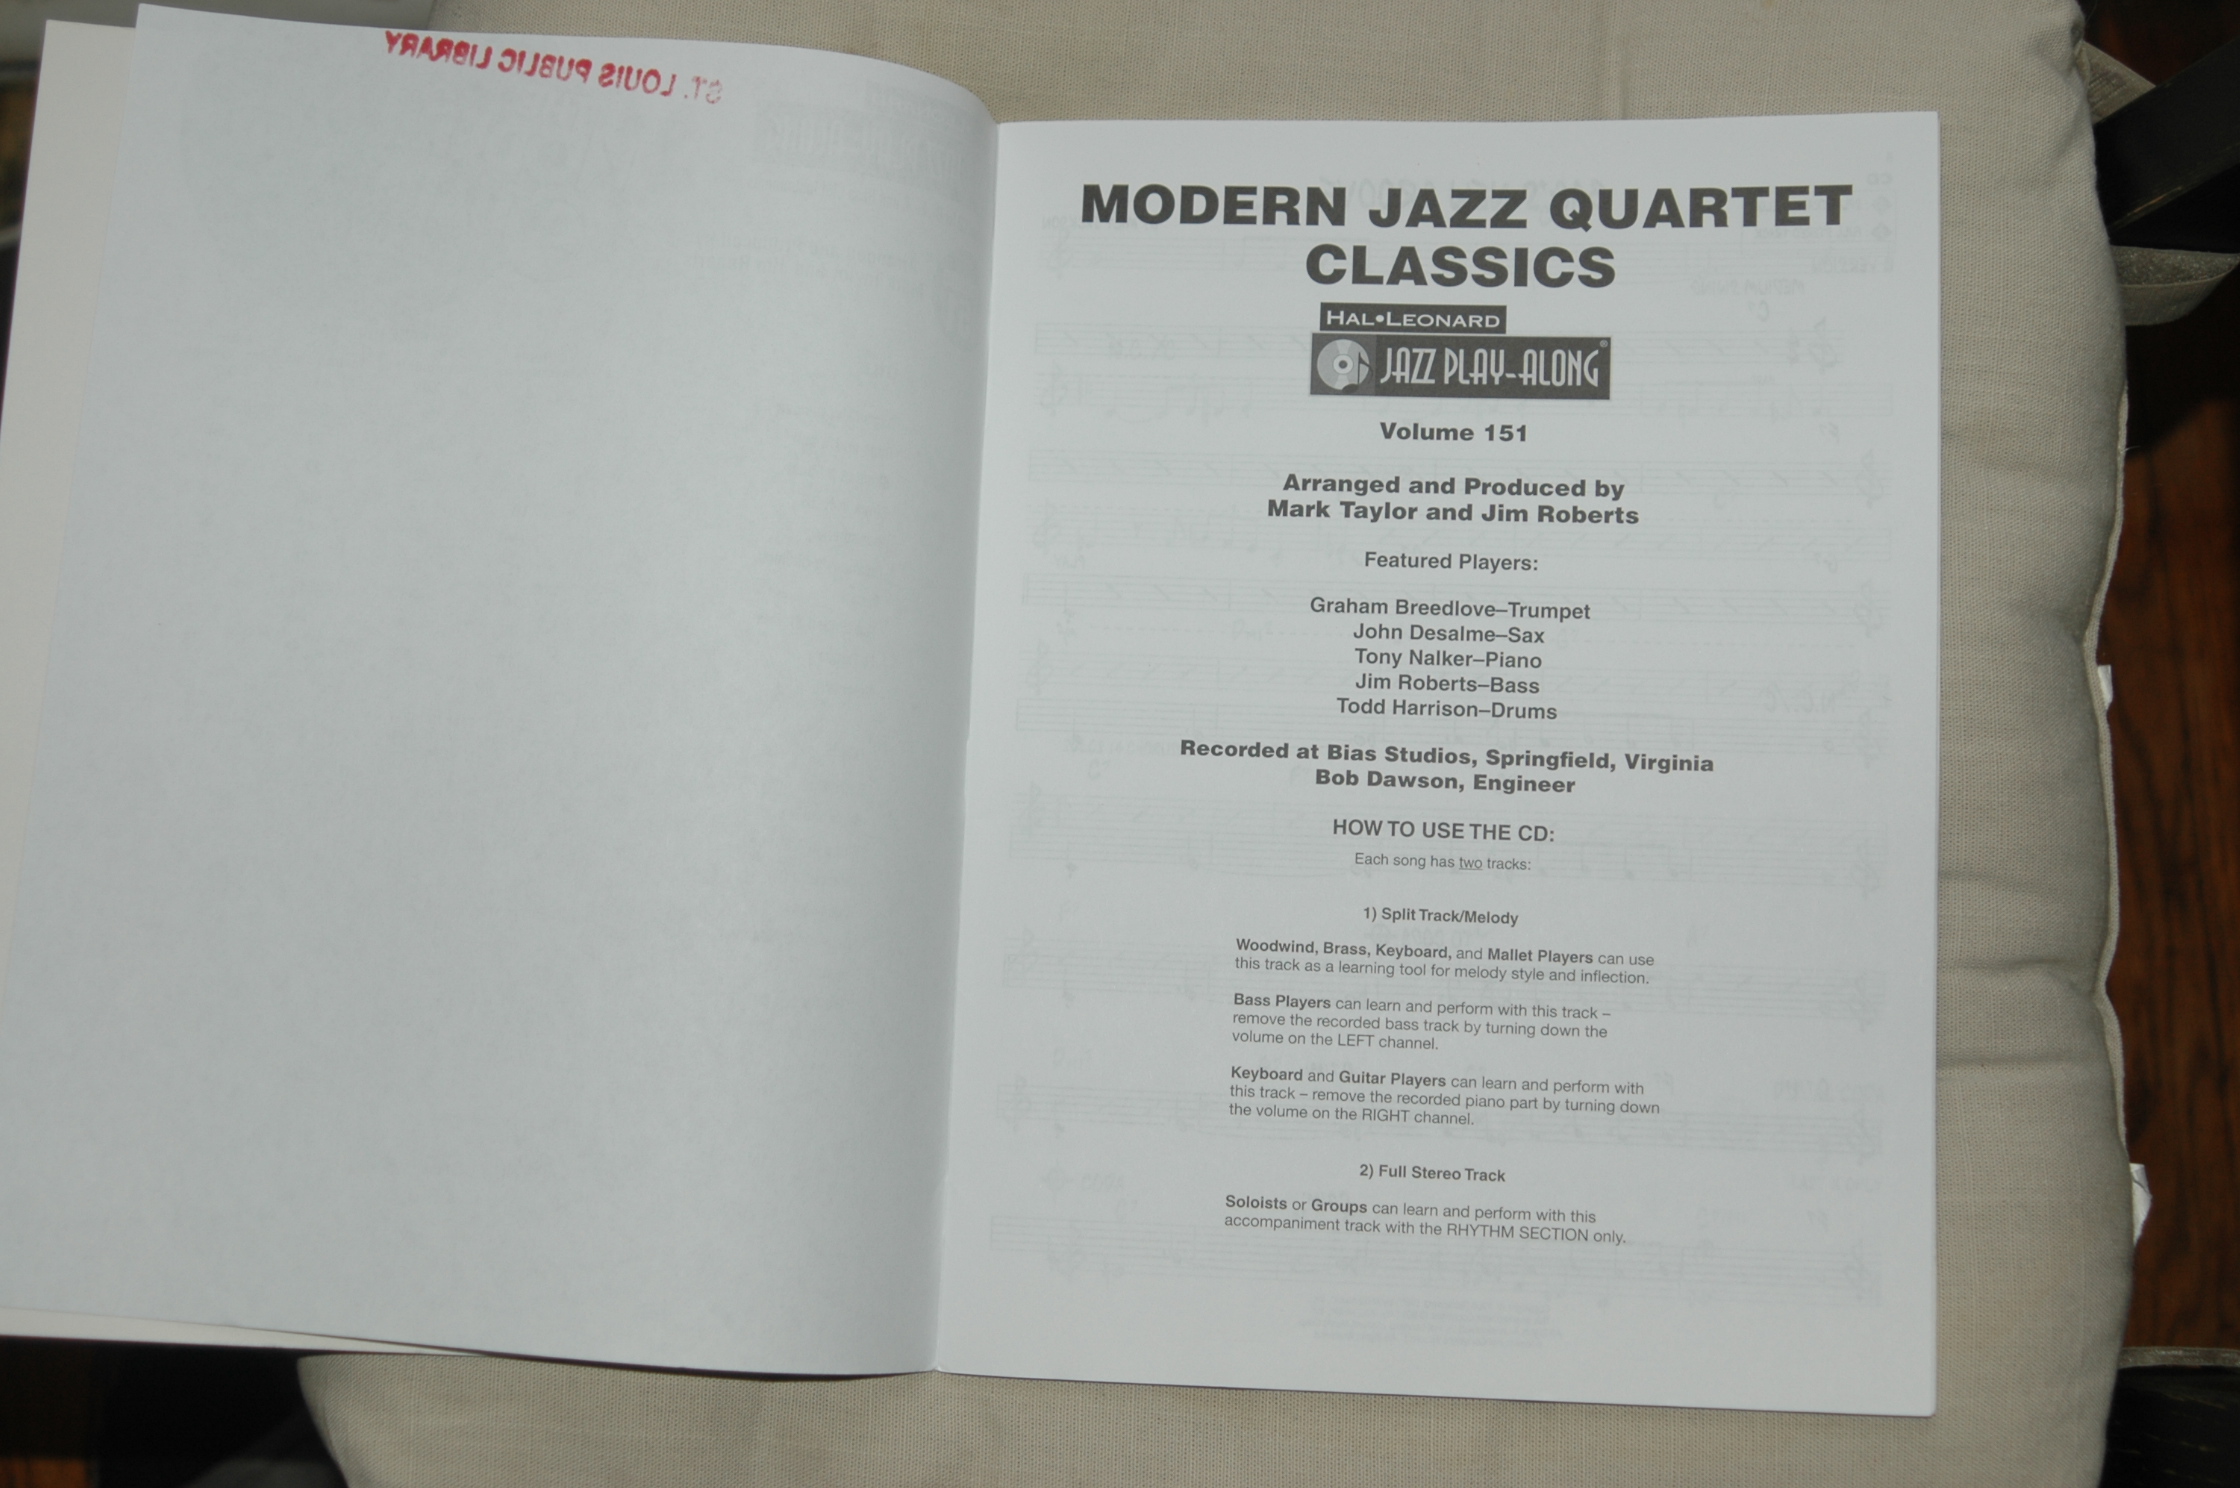 ST. LOUIS PUBLIC LIBRARY
MODERN JAZZ QUARTET
CLASSICS
HAL•LEONARD
JAZZ PLAY-ALONG®
Volume 151
Arranged and Produced by
Mark Taylor and Jim Roberts
Featured Players:
Graham Breedlove–Trumpet
John Desalme–Sax
Tony Nalker–Piano
Jim Roberts–Bass
Todd Harrison–Drums
Recorded at Bias Studios, Springfield, Virginia
Bob Dawson, Engineer
HOW TO USE THE CD:
Each song has two tracks:
1) Split Track/Melody
Woodwind, Brass, Keyboard, and Mallet Players can use
this track as a learning tool for melody style and inflection.
Bass Players can learn and perform with this track –
remove the recorded bass track by turning down the
volume on the LEFT channel.
Keyboard and Guitar Players can learn and perform with
this track – remove the recorded piano part by turning down
the volume on the RIGHT channel.
2) Full Stereo Track
Soloists or Groups can learn and perform with this
accompaniment track with the RHYTHM SECTION only.